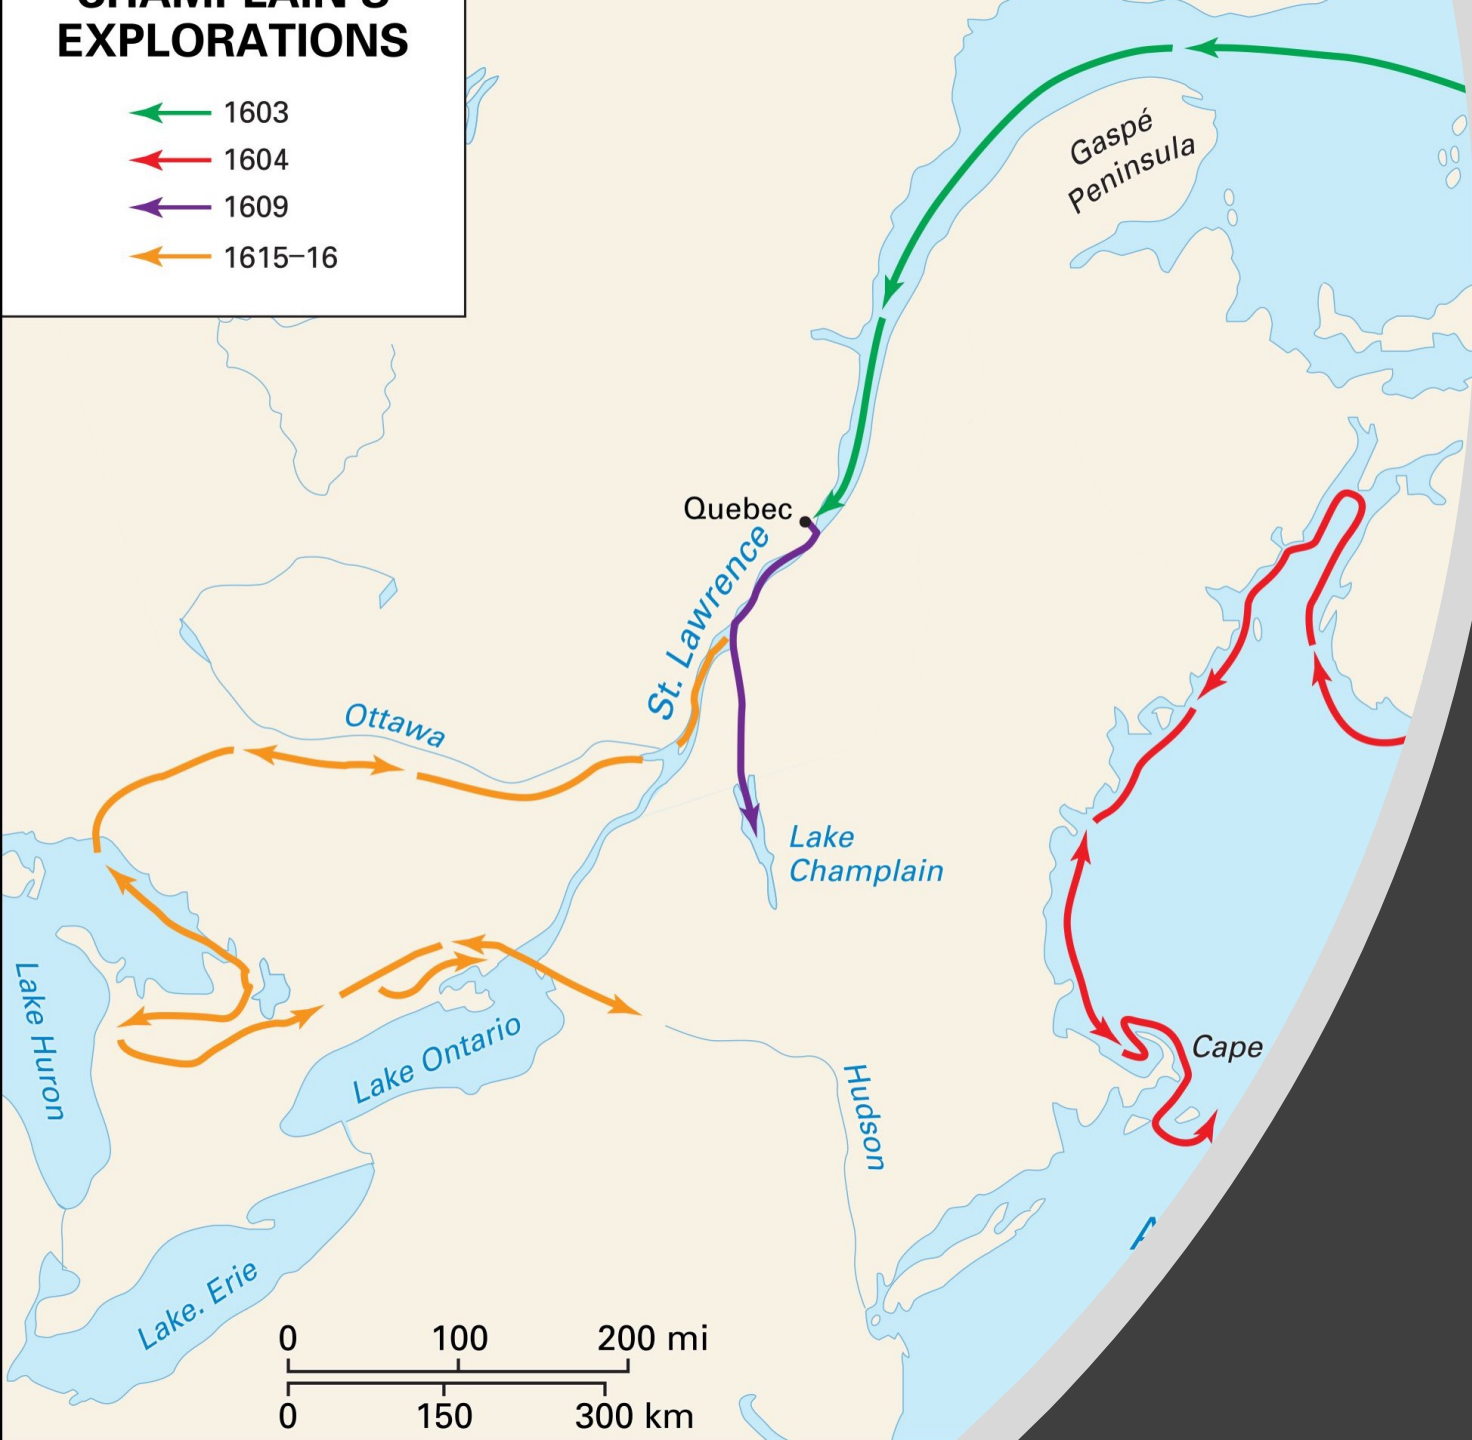 CHAMPLAIN'S
EXPLORATIONS
1603
1604
1609
1615–16
Gaspé
Peninsula
Quebec
St. Lawrence
Ottawa
Lake
Champlain
Lake Huron
Lake Ontario
Cape
Hudson
Lake. Erie
0 100 200 mi
0 150 300 km